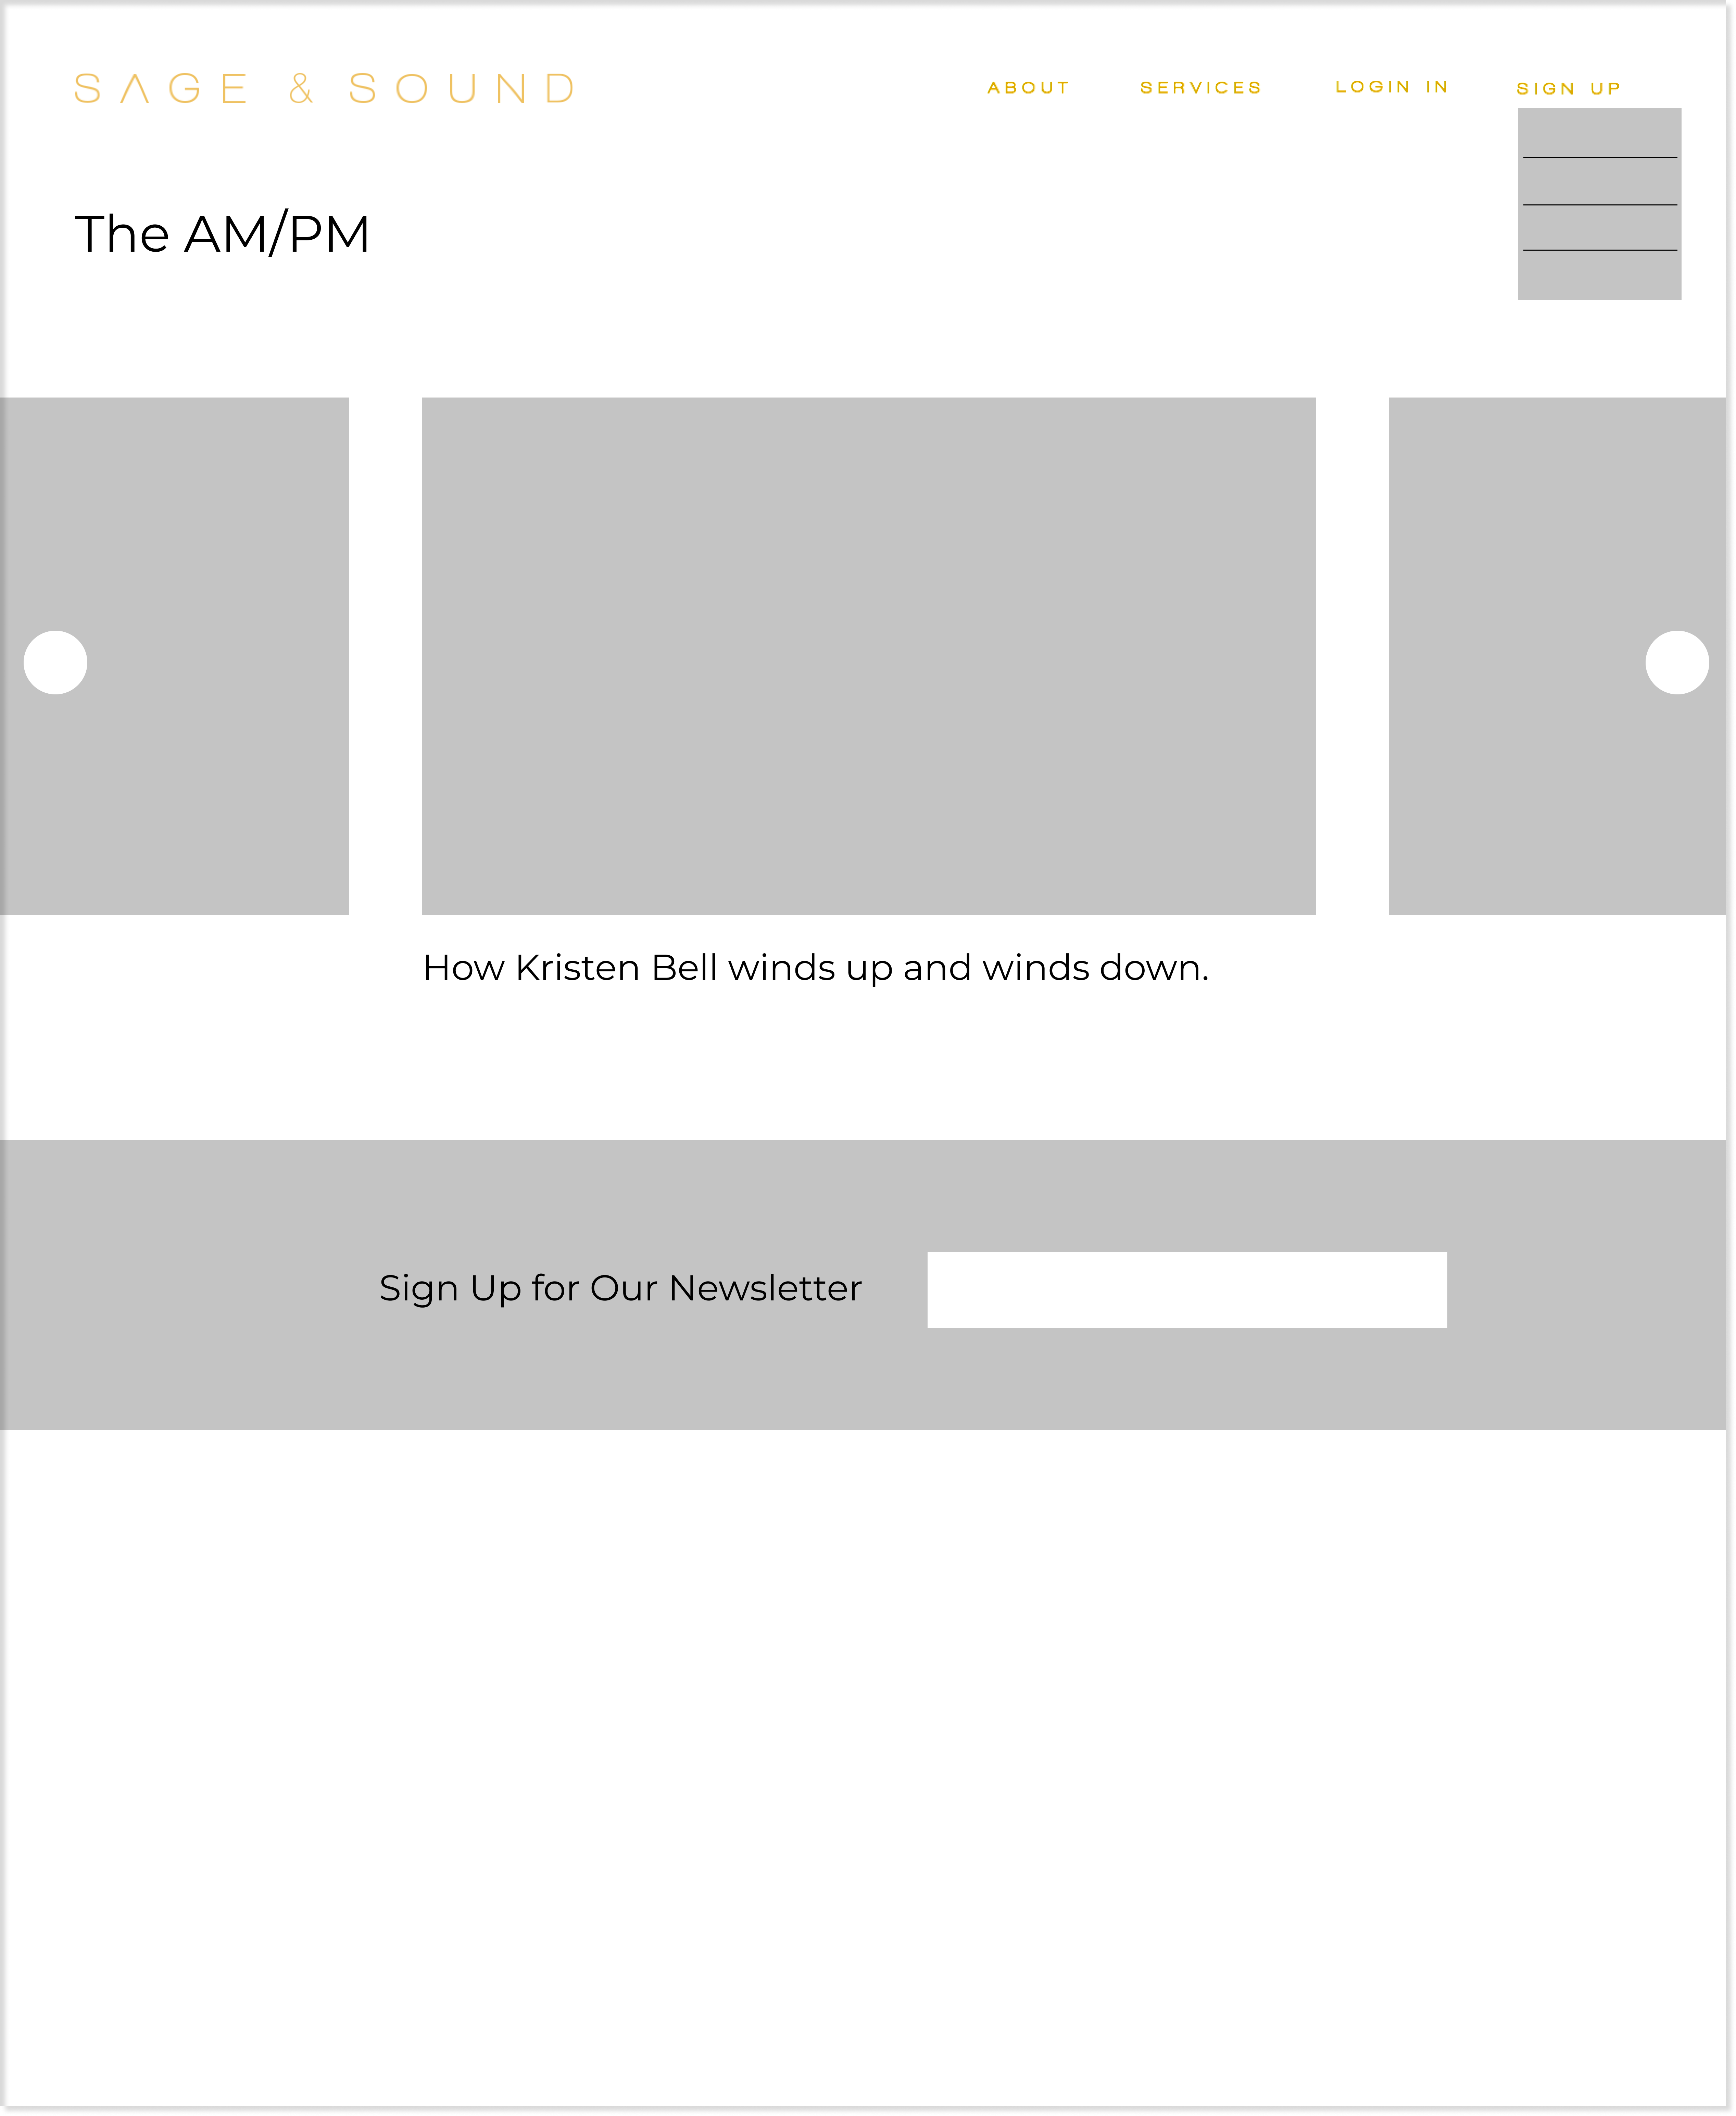 SAGE & SOUND
ABOUT SERVICES LOGIN IN SIGN UP
The AM/PM
How Kristen Bell winds up and winds down.
Sign Up for Our Newsletter